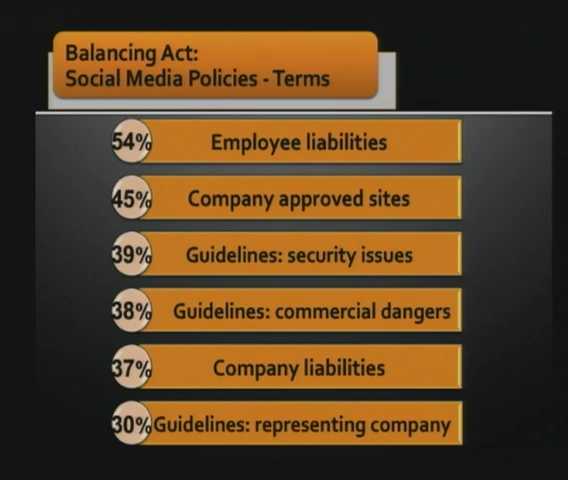 Balancing Act:
Social Media Policies - Terms
54% Employee liabilities
45% Company approved sites
39% Guidelines: security issues
38% Guidelines: commercial dangers
37% Company liabilities
30% Guidelines: representing company